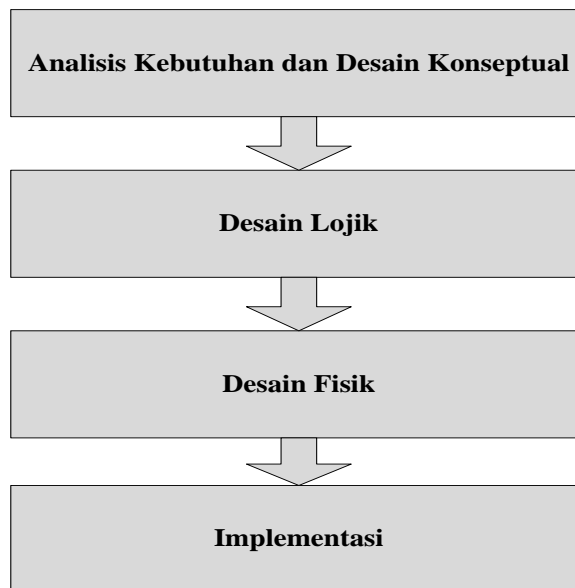 Analisis Kebutuhan dan Desain Konseptual
Desain Lojik
Desain Fisik
Implementasi